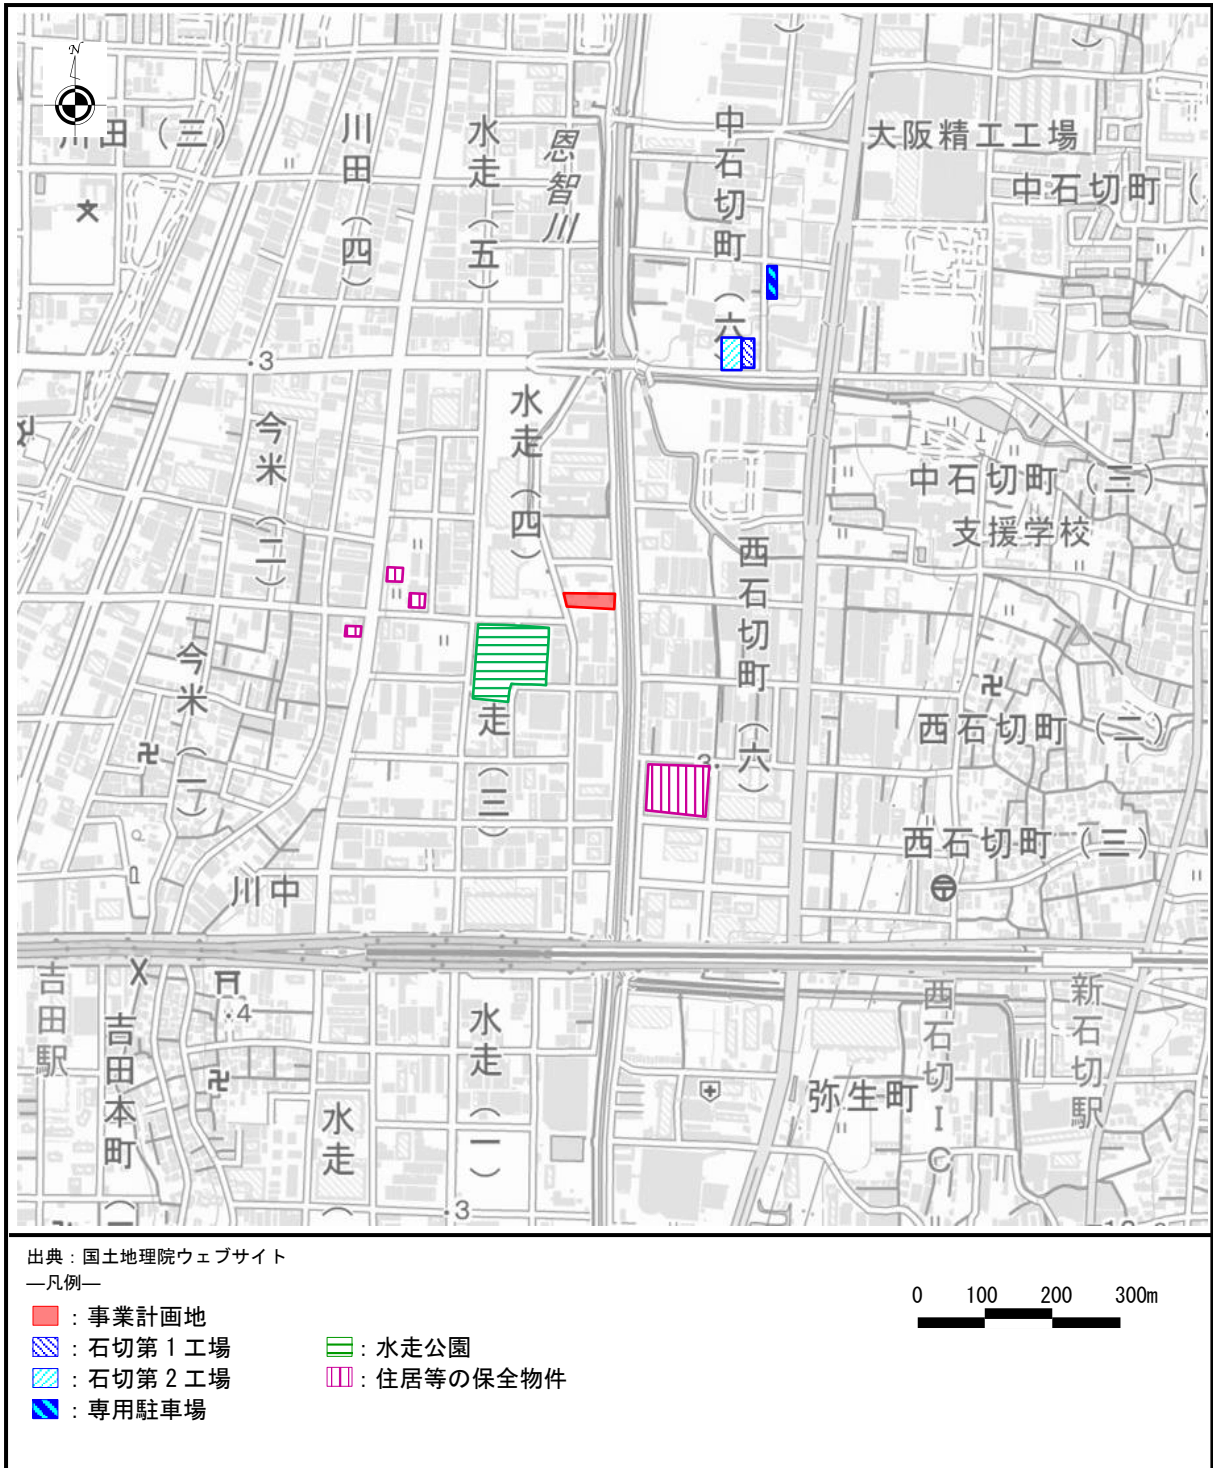 N
川田（三）
川田（四）
水走（五）
恩智川
中石切町（六）
大阪精工工場
中石切町（
3
水走（四）
今米（二）
中石切町（三）
支援学校
西石切町（六）
今米（一）
走（三）
3
西石切町（二）
西石切町（三）
川中
吉田駅
4
吉田本町（
水走（
水走（一）
3
弥生町
西石切IC
新石切駅
出典：国土地理院ウェブサイト
―凡例―
：事業計画地
：石切第1工場
：石切第2工場
：専用駐車場
：水走公園
：住居等の保全物件
0 100 200 300m